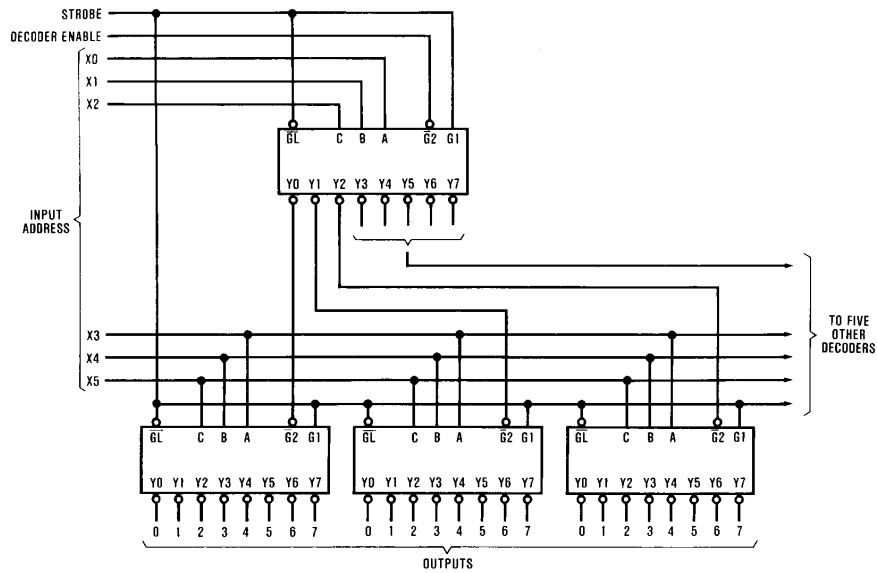 STROBE
DECODER ENABLE
X0
X1
X2
GL C B A G2 G1
Y0 Y1 Y2 Y3 Y4 Y5 Y6 Y7
INPUT
ADDRESS
X3
X4
X5
TO FIVE
OTHER
DECODERS
GL C B A G2 G1 GL C B A G2 G1 GL C B A G2 G1
Y0 Y1 Y2 Y3 Y4 Y5 Y6 Y7 Y0 Y1 Y2 Y3 Y4 Y5 Y6 Y7 Y0 Y1 Y2 Y3 Y4 Y5 Y6 Y7
0 1 2 3 4 5 6 7 0 1 2 3 4 5 6 7 0 1 2 3 4 5 6 7
OUTPUTS